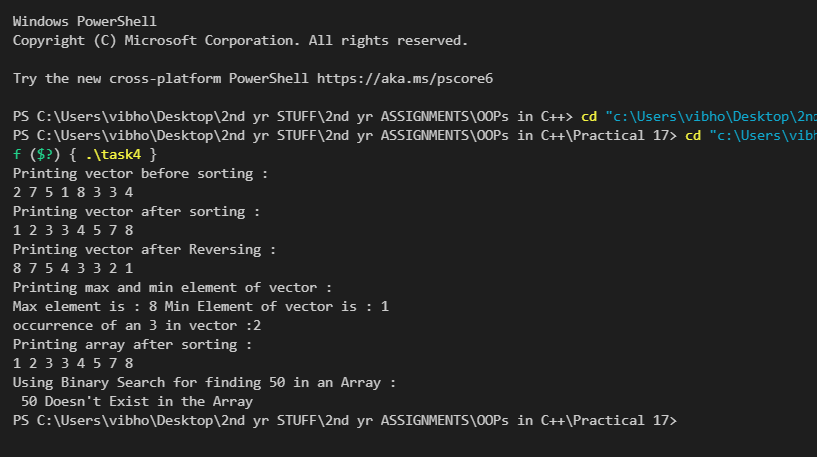 Windows PowerShell
Copyright (C) Microsoft Corporation. All rights reserved.
Try the new cross-platform PowerShell https://aka.ms/pscore6
PS C:\Users\vibho\Desktop\2nd yr STUFF\2nd yr ASSIGNMENTS\OOPs in C++> cd "c:\Users\vibho\Desktop\2nd
PS C:\Users\vibho\Desktop\2nd yr STUFF\2nd yr ASSIGNMENTS\OOPs in C++\Practical 17> cd "c:\Users\vibh
f ($?) { .\task4 }
Printing vector before sorting :
2 7 5 1 8 3 3 4
Printing vector after sorting :
1 2 3 3 4 5 7 8
Printing vector after Reversing :
8 7 5 4 3 3 2 1
Printing max and min element of vector :
Max element is : 8 Min Element of vector is : 1
occurrence of an 3 in vector :2
Printing array after sorting :
1 2 3 3 4 5 7 8
Using Binary Search for finding 50 in an Array :
50 Doesn't Exist in the Array
PS C:\Users\vibho\Desktop\2nd yr STUFF\2nd yr ASSIGNMENTS\OOPs in C++\Practical 17>